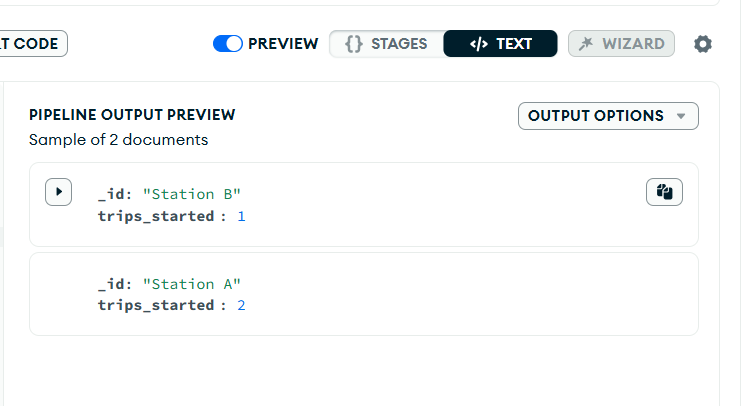 T CODE
PREVIEW
{} STAGES
</> TEXT
WIZARD
PIPELINE OUTPUT PREVIEW
OUTPUT OPTIONS
Sample of 2 documents
_id: "Station B"
trips_started : 1
_id: "Station A"
trips_started : 2